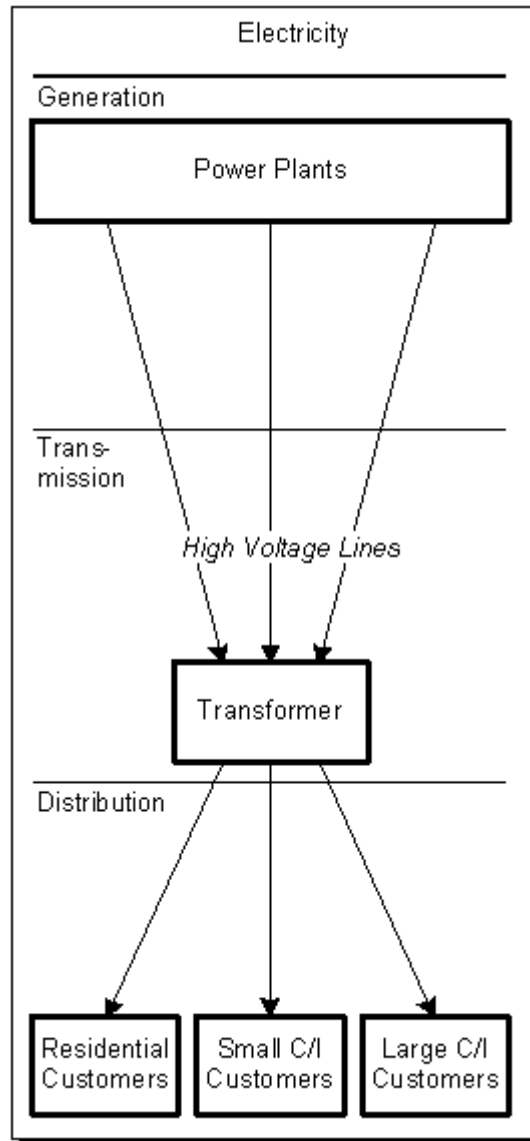 Electricity
Generation
Power Plants
Trans-
mission
High Voltage Lines
Transformer
Distribution
Residential
Customers
Small C/I
Customers
Large C/I
Customers